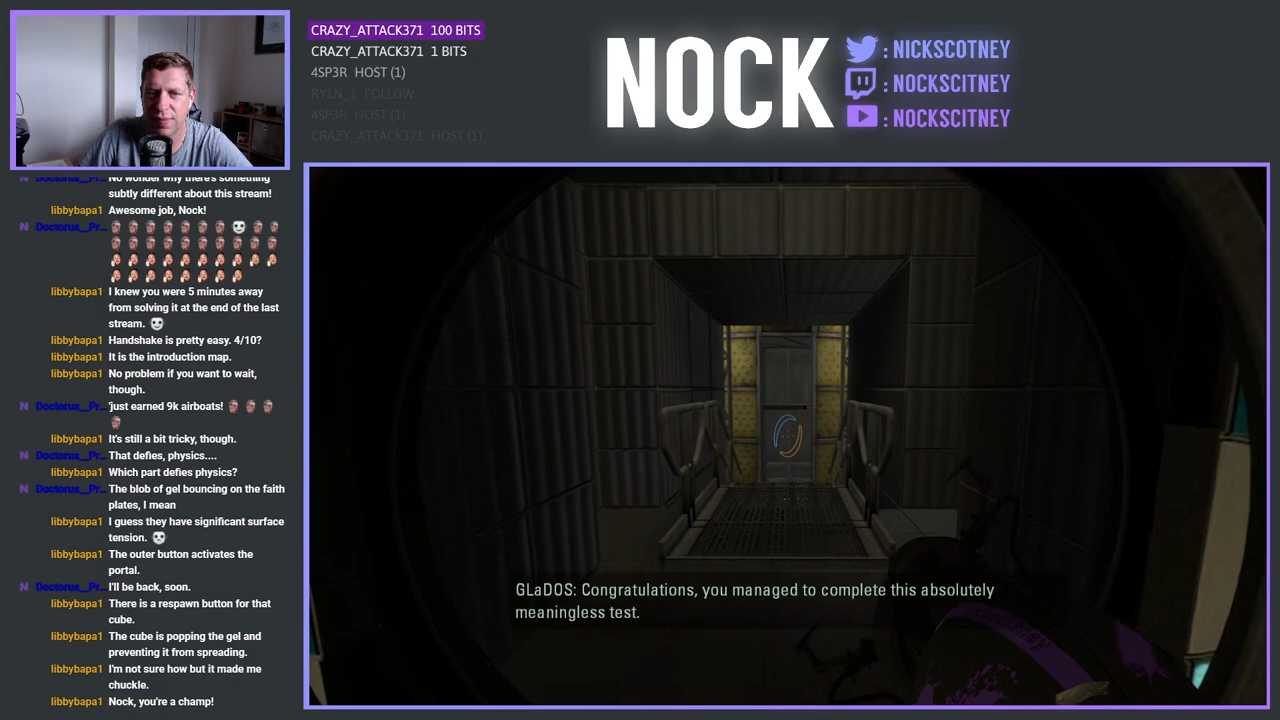 CRAZY_ATTACK371 100 BITS
CRAZY_ATTACK371 1 BITS
4SP3R HOST (1)
RY1N_1 FOLLOW
4SP3R HOST (1)
CRAZY_ATTACK371 HOST (1)
NOCK
: NICKSCOTNEY
: NOCKSCITNEY
: NOCKSCITNEY
N Doctorus__Pr... No wonder why there's something
subtly different about this stream!
libbybapa1 Awesome job, Nock!
N Doctorus__Pr...
libbybapa1 I knew you were 5 minutes away
from solving it at the end of the last
stream.
libbybapa1 Handshake is pretty easy. 4/10?
libbybapa1 It is the introduction map.
libbybapa1 No problem if you want to wait,
though.
N Doctorus__Pr... 'just earned 9k airboats!
libbybapa1 It's still a bit tricky, though.
N Doctorus__Pr... That defies, physics....
libbybapa1 Which part defies physics?
N Doctorus__Pr... The blob of gel bouncing on the faith
plates, I mean
libbybapa1 I guess they have significant surface
tension.
libbybapa1 The outer button activates the
portal.
N Doctorus__Pr... I'll be back, soon.
libbybapa1 There is a respawn button for that
cube.
libbybapa1 The cube is popping the gel and
preventing it from spreading.
libbybapa1 I'm not sure how but it made me
chuckle.
libbybapa1 Nock, you're a champ!
GLaDOS: Congratulations, you managed to complete this absolutely
meaningless test.